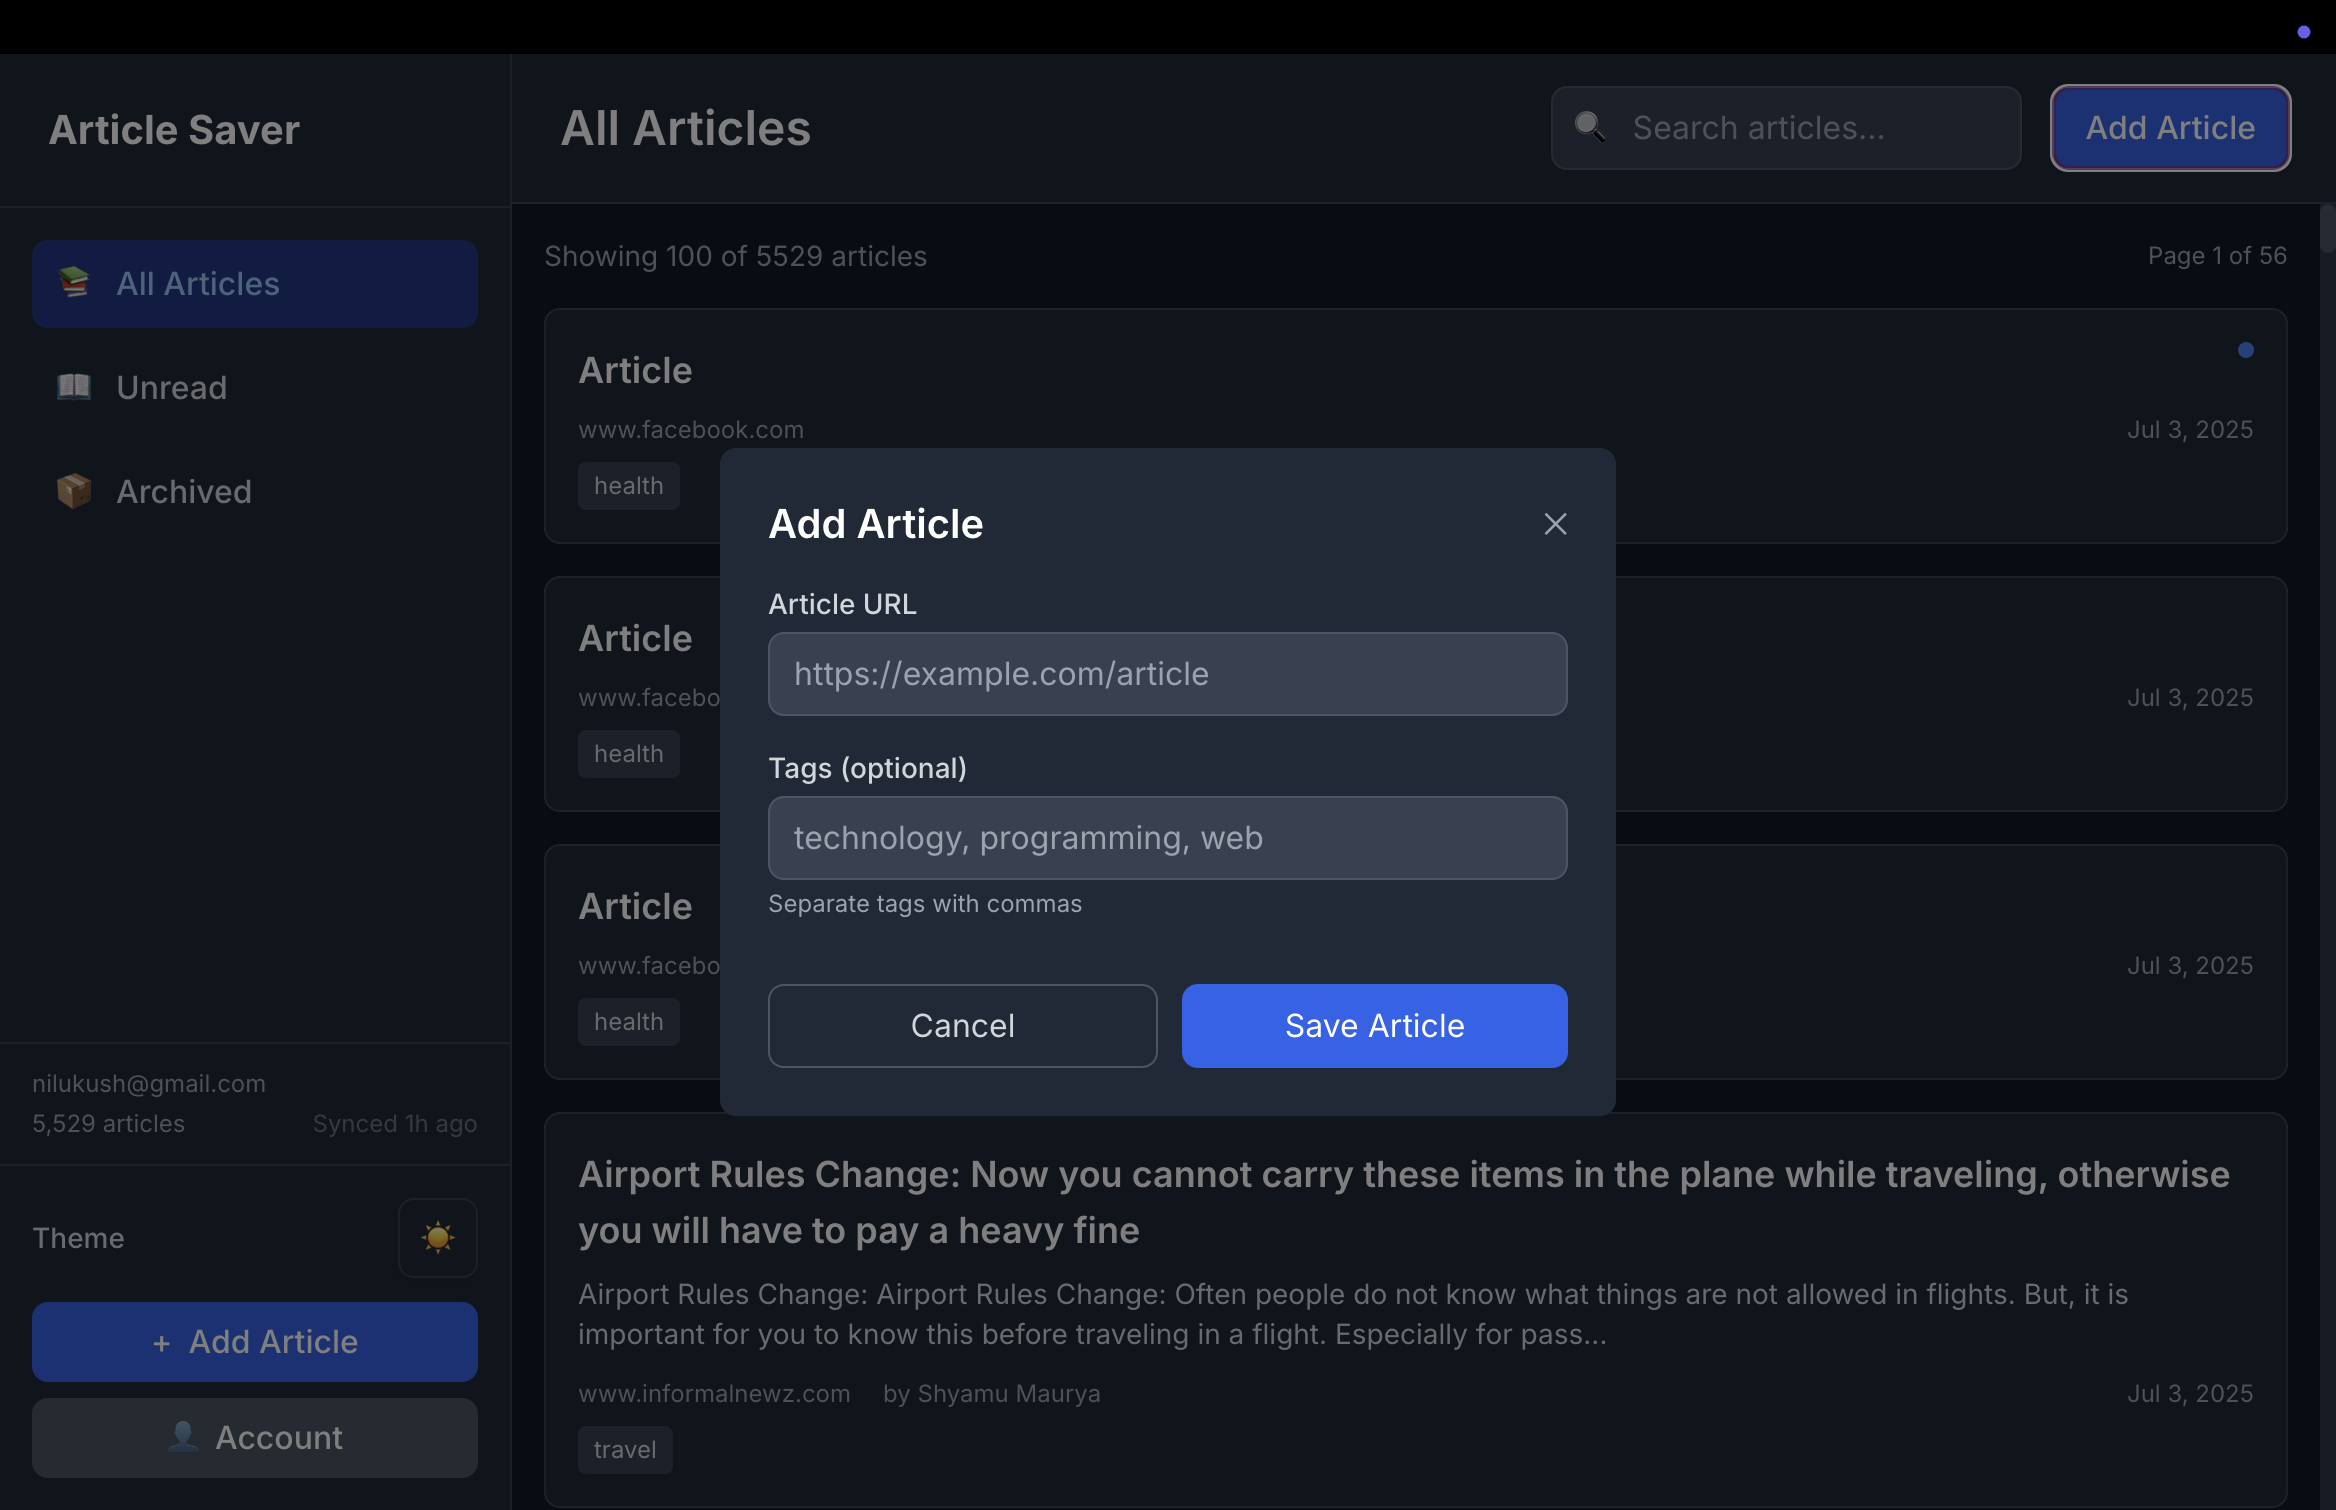 Article Saver
All Articles
Search articles...
Add Article
All Articles
Unread
Archived
nilukush@gmail.com
5,529 articles
Synced 1h ago
Theme
+ Add Article
Account
Showing 100 of 5529 articles
Page 1 of 56
Article
www.facebook.com
Jul 3, 2025
health
Article
www.facebo
Jul 3, 2025
health
Article
www.facebo
Jul 3, 2025
health
Airport Rules Change: Now you cannot carry these items in the plane while traveling, otherwise
you will have to pay a heavy fine
Airport Rules Change: Airport Rules Change: Often people do not know what things are not allowed in flights. But, it is
important for you to know this before traveling in a flight. Especially for pass...
www.informalnewz.com
by Shyamu Maurya
Jul 3, 2025
travel
Add Article
Article URL
https://example.com/article
Tags (optional)
technology, programming, web
Separate tags with commas
Cancel
Save Article